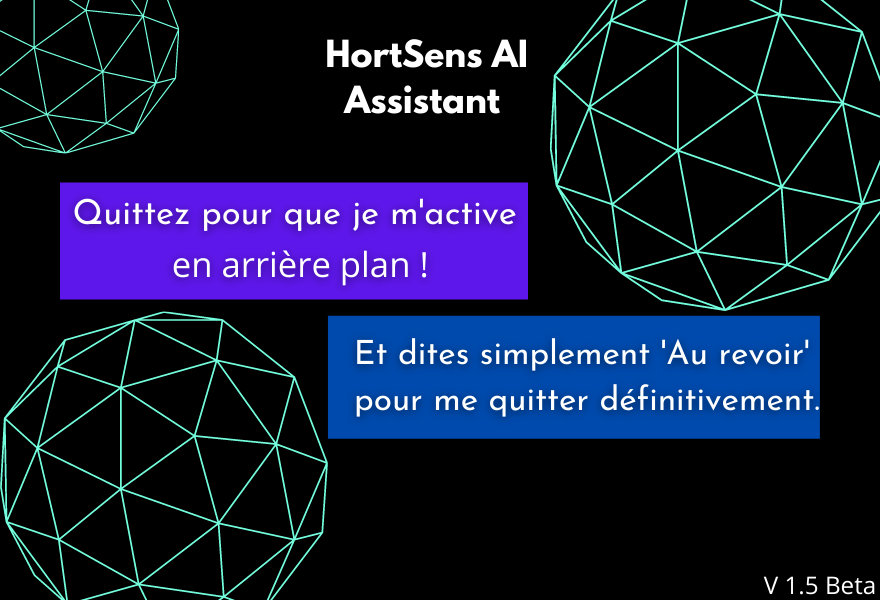 HortSens AI
Assistant
Quittez pour que je m'active
en arrière plan !
Et dites simplement 'Au revoir'
pour me quitter définitivement.
V 1.5 Beta